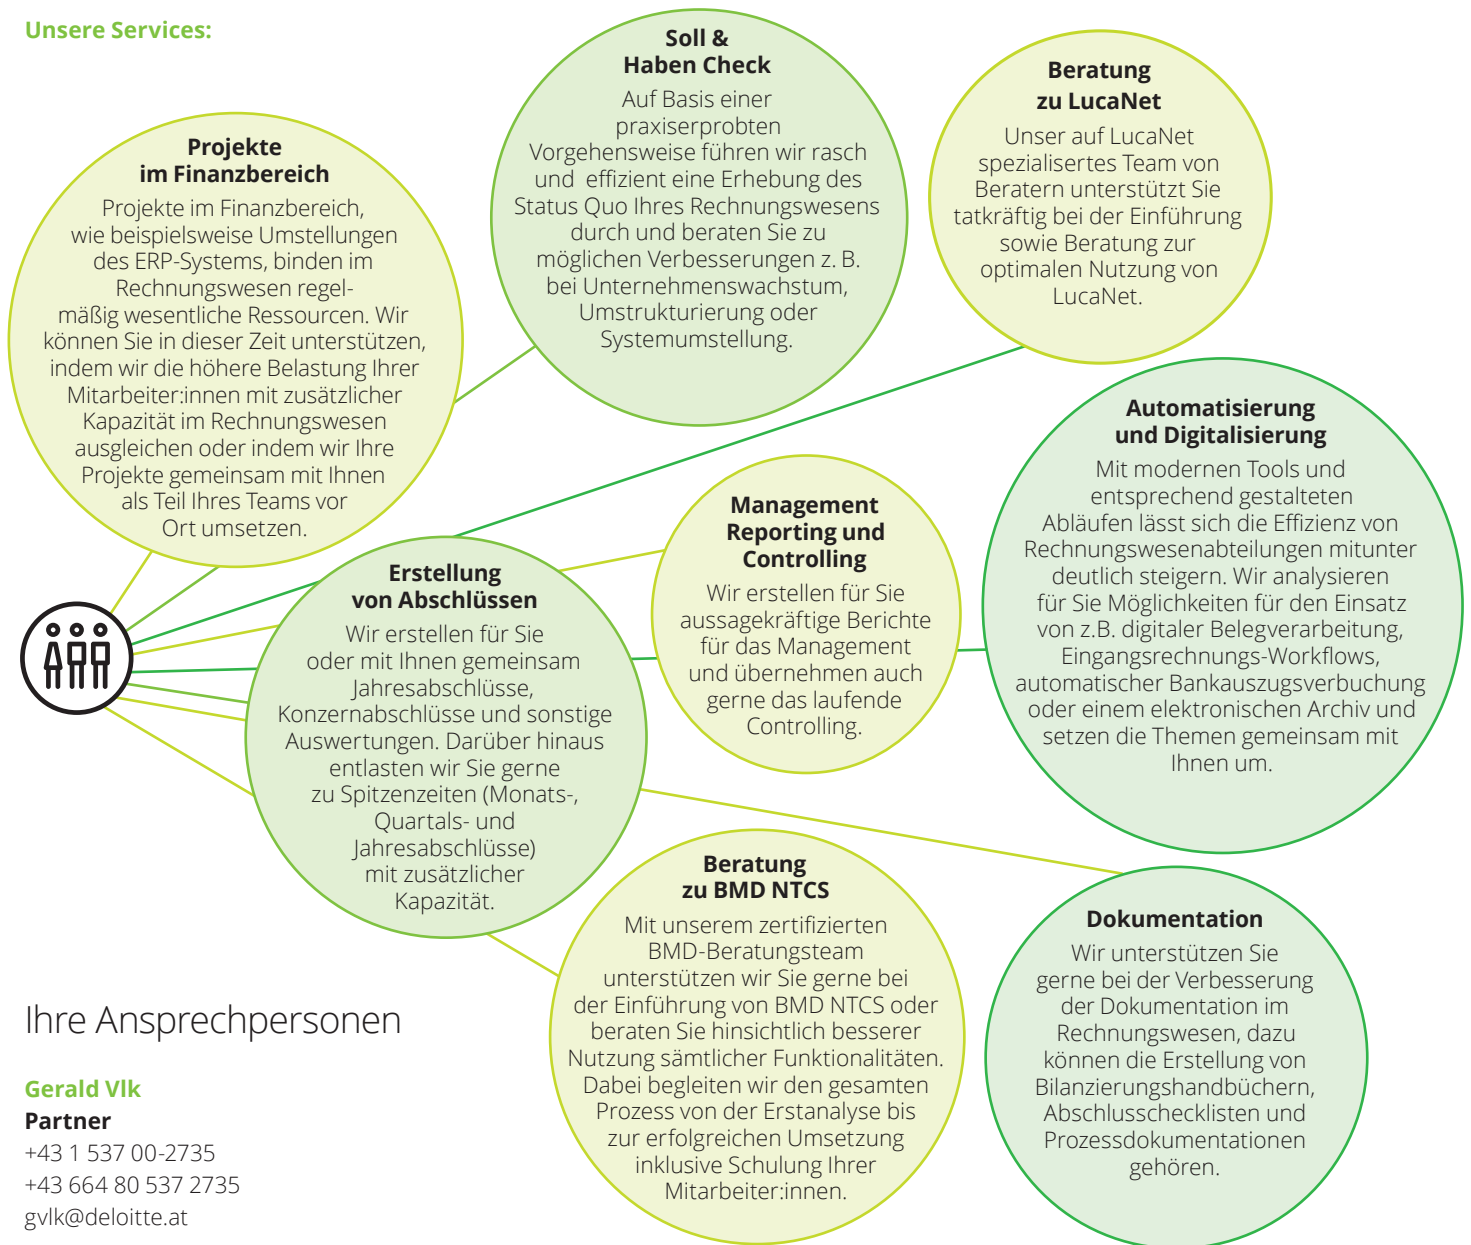 Unsere Services:
Projekte
im Finanzbereich
Projekte im Finanzbereich,
wie beispielsweise Umstellungen
des ERP-Systems, binden im
Rechnungswesen regel-
mäßig wesentliche Ressourcen. Wir
können Sie in dieser Zeit unterstützen,
indem wir die höhere Belastung Ihrer
Mitarbeiter:innen mit zusätzlicher
Kapazität im Rechnungswesen
ausgleichen oder indem wir Ihre
Projekte gemeinsam mit Ihnen
als Teil Ihres Teams vor
Ort umsetzen.
Soll &
Haben Check
Auf Basis einer
praxiserprobten
Vorgehensweise führen wir rasch
und effizient eine Erhebung des
Status Quo Ihres Rechnungswesens
durch und beraten Sie zu
möglichen Verbesserungen z. B.
bei Unternehmenswachstum,
Umstrukturierung oder
Systemumstellung.
Beratung
zu LucaNet
Unser auf LucaNet
spezialisertes Team von
Beratern unterstützt Sie
tatkräftig bei der Einführung
sowie Beratung zur
optimalen Nutzung von
LucaNet.
Automatisierung
und Digitalisierung
Mit modernen Tools und
entsprechend gestalteten
Abläufen lässt sich die Effizienz von
Rechnungswesenabteilungen mitunter
deutlich steigern. Wir analysieren
für Sie Möglichkeiten für den Einsatz
von z.B. digitaler Belegverarbeitung,
Eingangsrechnungs-Workflows,
automatischer Bankauszugsverbuchung
oder einem elektronischen Archiv und
setzen die Themen gemeinsam mit
Ihnen um.
Management
Reporting und
Controlling
Wir erstellen für Sie
aussagekräftige Berichte
für das Management
und übernehmen auch
gerne das laufende
Controlling.
Erstellung
von Abschlüssen
Wir erstellen für Sie
oder mit Ihnen gemeinsam
Jahresabschlüsse,
Konzernabschlüsse und sonstige
Auswertungen. Darüber hinaus
entlasten wir Sie gerne
zu Spitzenzeiten (Monats-,
Quartals- und
Jahresabschlüsse)
mit zusätzlicher
Kapazität.
Beratung
zu BMD NTCS
Mit unserem zertifizierten
BMD-Beratungsteam
unterstützen wir Sie gerne bei
der Einführung von BMD NTCS oder
beraten Sie hinsichtlich besserer
Nutzung sämtlicher Funktionalitäten.
Dabei begleiten wir den gesamten
Prozess von der Erstanalyse bis
zur erfolgreichen Umsetzung
inklusive Schulung Ihrer
Mitarbeiter:innen.
Dokumentation
Wir unterstützen Sie
gerne bei der Verbesserung
der Dokumentation im
Rechnungswesen, dazu
können die Erstellung von
Bilanzierungshandbüchern,
Abschlusschecklisten und
Prozessdokumentationen
gehören.
Ihre Ansprechpersonen
Gerald Vlk
Partner
+43 1 537 00-2735
+43 664 80 537 2735
gvlk@deloitte.at